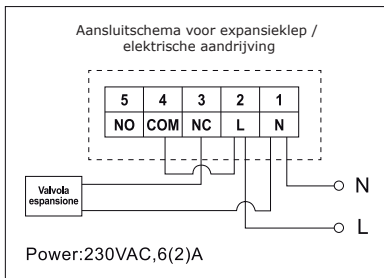 Aansluitschema voor expansieklep /
elektrische aandrijving
5 4 3 2 1
NO COM NC L N
Valvola
espansione
N
L
Power:230VAC,6(2)A